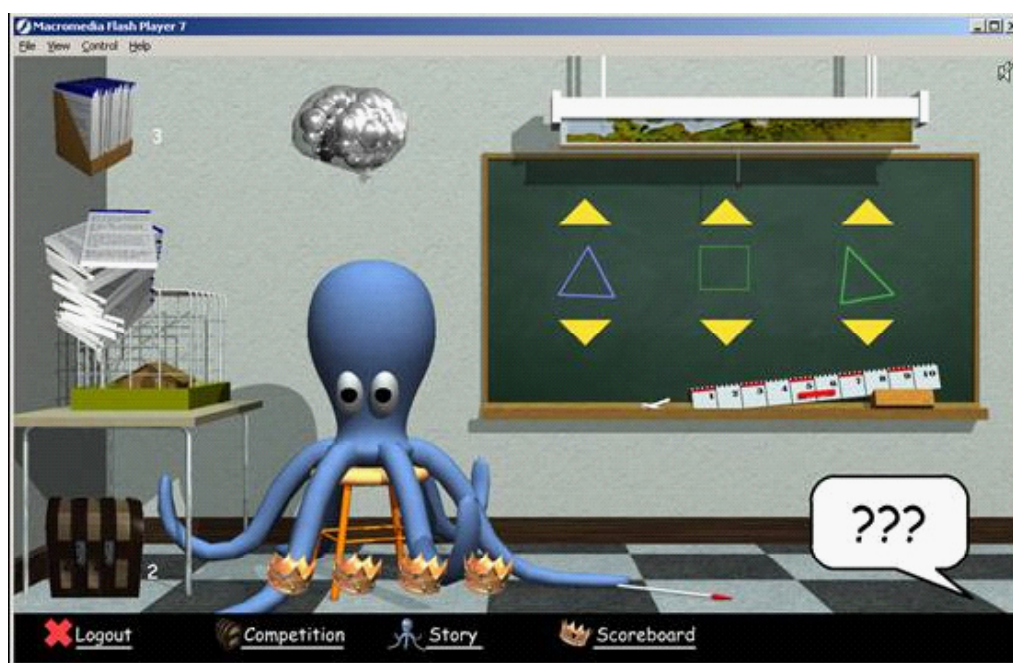 Macromedia Flash Player 7
File View Control Help
3
1 2 3 4 5 6 7 8 9 10
???
2
Logout Competition Story Scoreboard